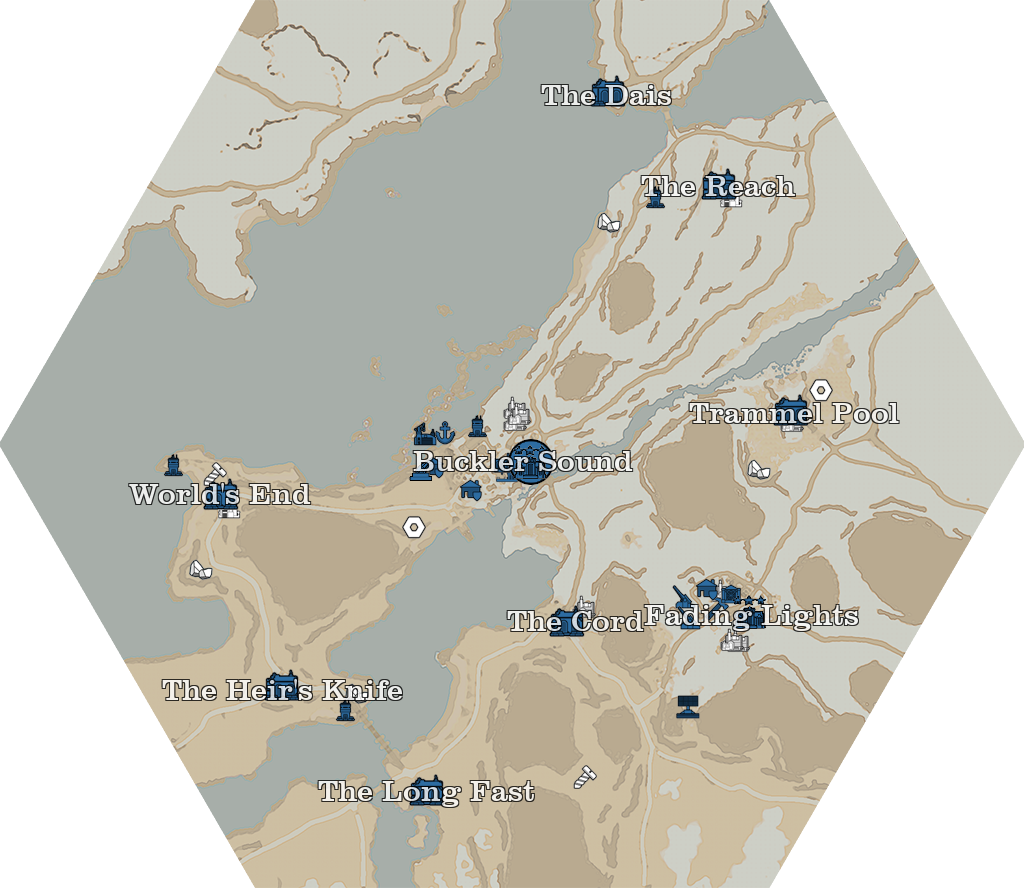 The Dais
The Reach
Trammel Pool
Buckler Sound
World's End
The Cord
Fading Lights
The Heir's Knife
The Long Fast